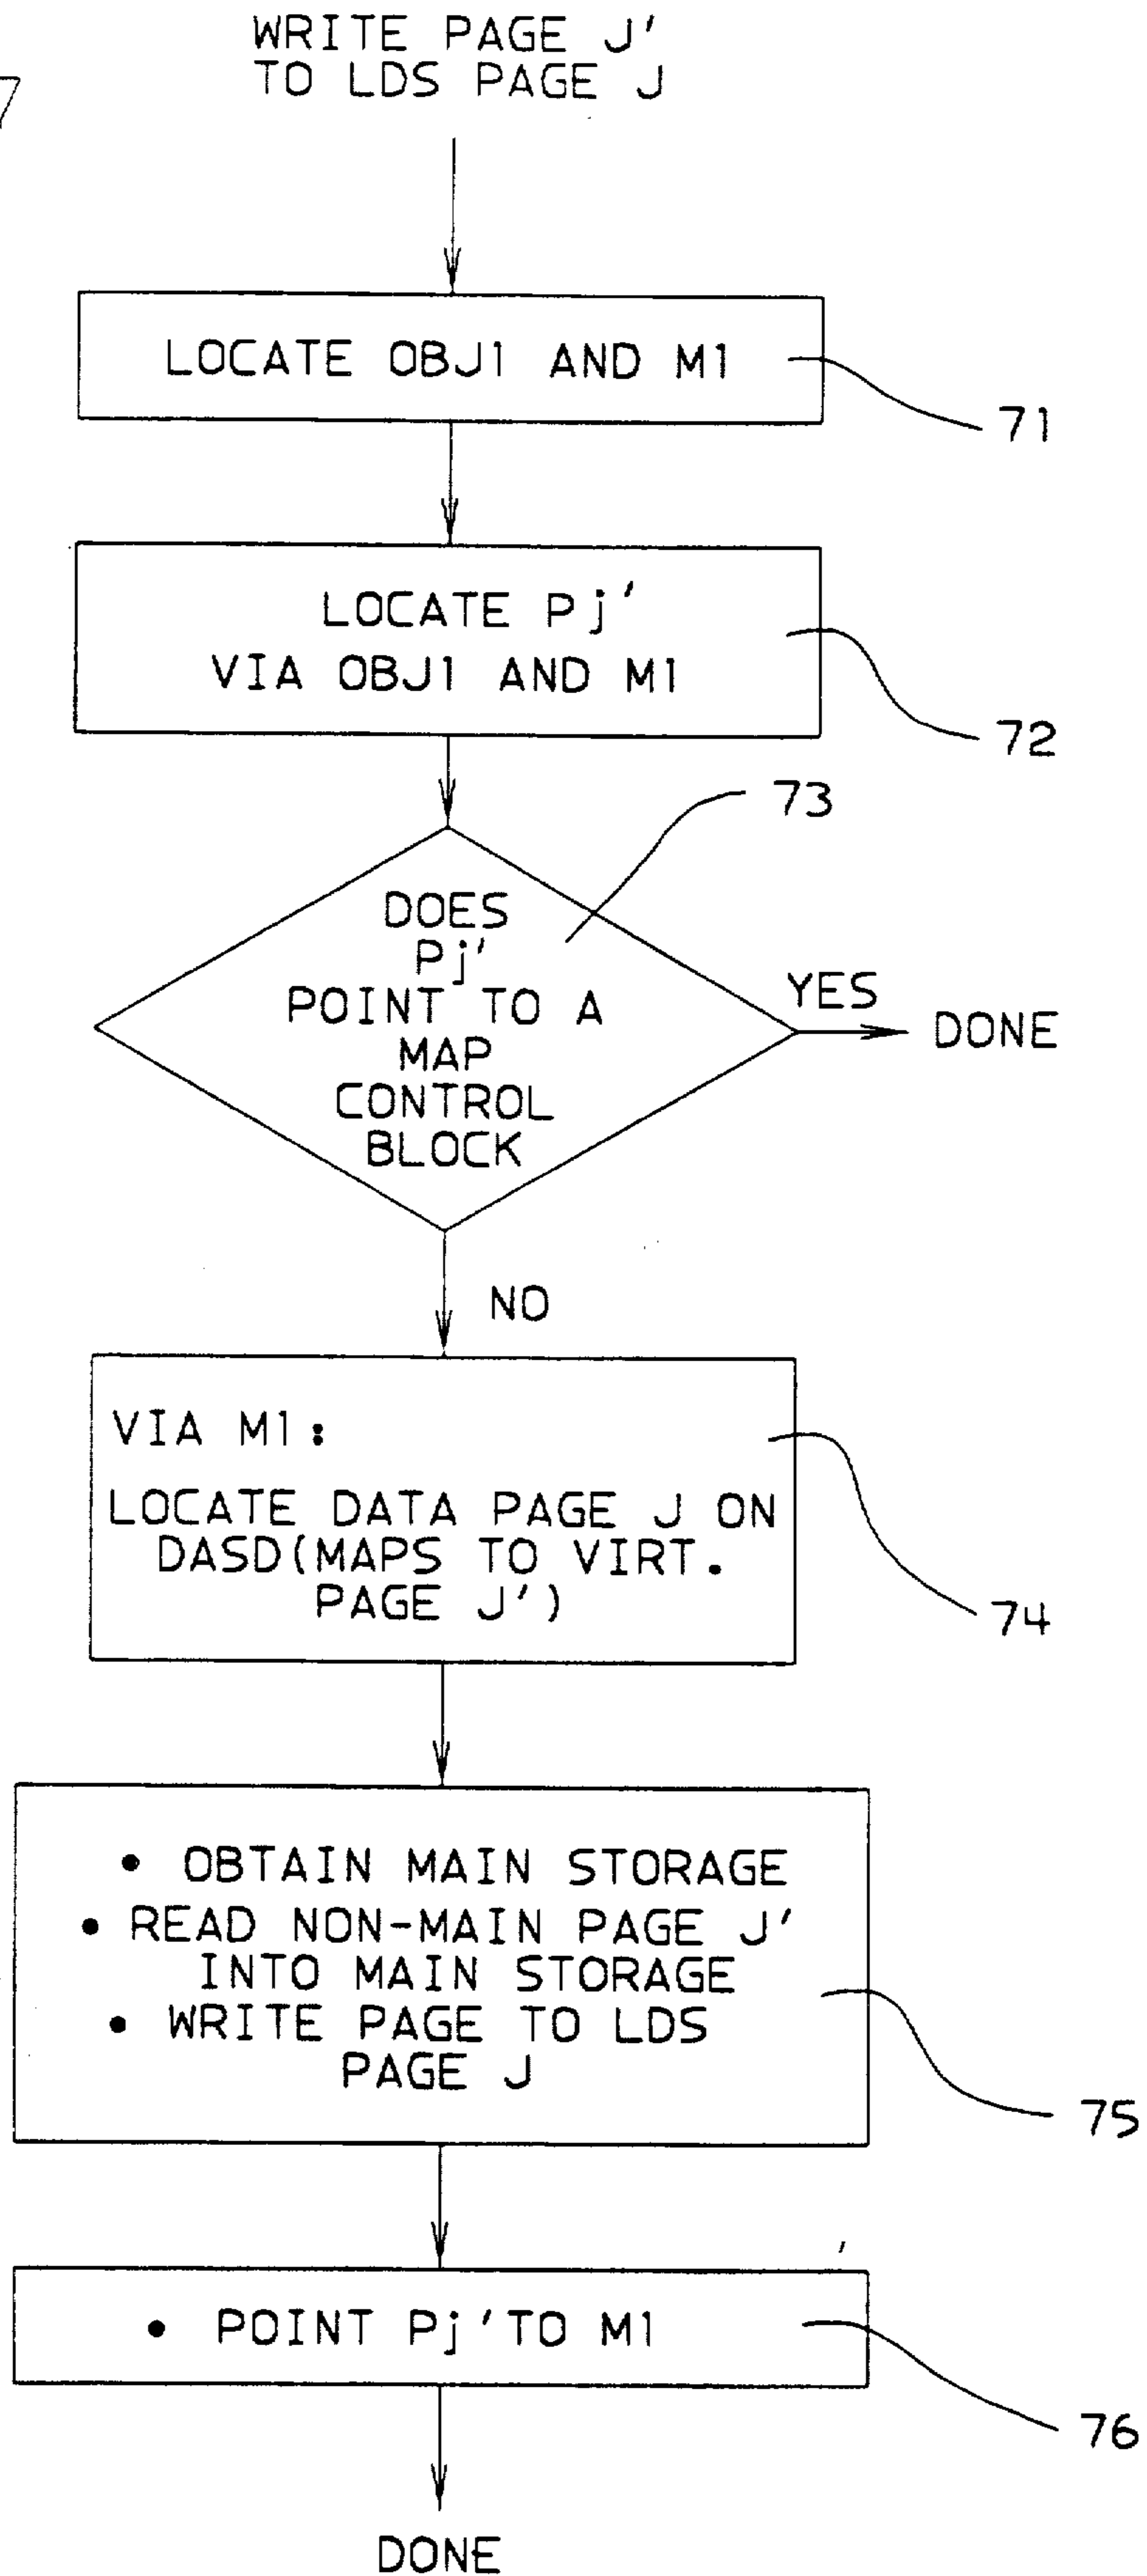 WRITE PAGE J'
TO LDS PAGE J
7
LOCATE OBJ1 AND M1
71
LOCATE Pj'
VIA OBJ1 AND M1
72
73
DOES
Pj'
POINT TO A
MAP
CONTROL
BLOCK
YES
DONE
NO
VIA M1:
LOCATE DATA PAGE J ON
DASD(MAPS TO VIRT.
PAGE J')
74
• OBTAIN MAIN STORAGE
• READ NON-MAIN PAGE J'
INTO MAIN STORAGE
• WRITE PAGE TO LDS
PAGE J
75
• POINT Pj'TO M1
76
DONE